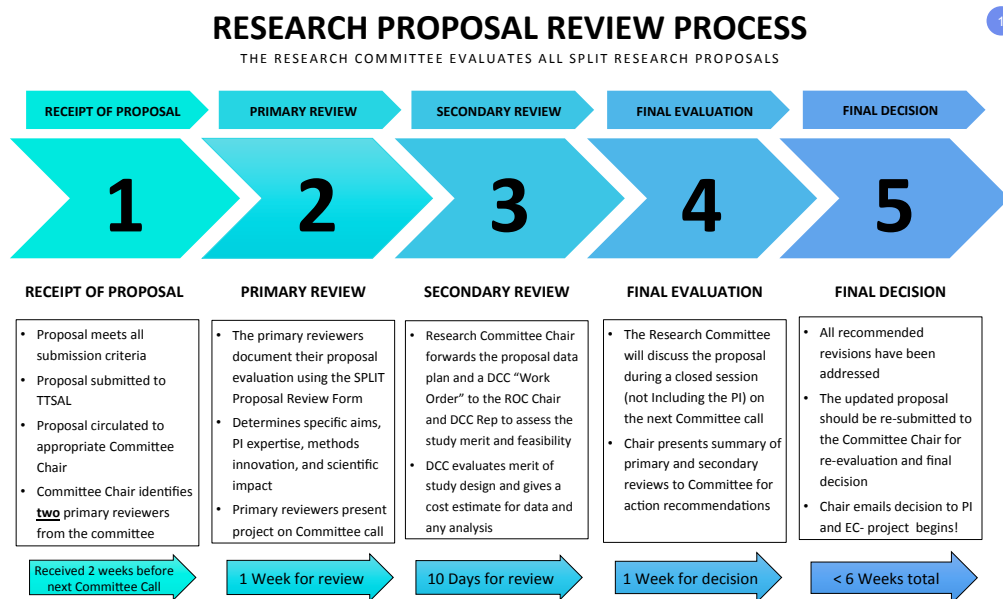 RESEARCH PROPOSAL REVIEW PROCESS
1
THE RESEARCH COMMITTEE EVALUATES ALL SPLIT RESEARCH PROPOSALS
RECEIPT OF PROPOSAL
PRIMARY REVIEW
SECONDARY REVIEW
FINAL EVALUATION
FINAL DECISION
1
2
3
4
5
RECEIPT OF PROPOSAL
• Proposal meets all
submission criteria
• Proposal submitted to
TTSAL
• Proposal circulated to
appropriate Committee
Chair
• Committee Chair identifies
two primary reviewers
from the committee
Received 2 weeks before
next Committee Call
PRIMARY REVIEW
• The primary reviewers
document their proposal
evaluation using the SPLIT
Proposal Review Form
• Determines specific aims,
PI expertise, methods
innovation, and scientific
impact
• Primary reviewers present
project on Committee call
1 Week for review
SECONDARY REVIEW
• Research Committee Chair
forwards the proposal data
plan and a DCC “Work
Order” to the ROC Chair
and DCC Rep to assess the
study merit and feasibility
• DCC evaluates merit of
study design and gives a
cost estimate for data and
any analysis
10 Days for review
FINAL EVALUATION
• The Research Committee
will discuss the proposal
during a closed session
(not Including the PI) on
the next Committee call
• Chair presents summary of
primary and secondary
reviews to Committee for
action recommendations
1 Week for decision
FINAL DECISION
• All recommended
revisions have been
addressed
• The updated proposal
should be re-submitted to
the Committee Chair for
re-evaluation and final
decision
• Chair emails decision to PI
and EC- project begins!
< 6 Weeks total